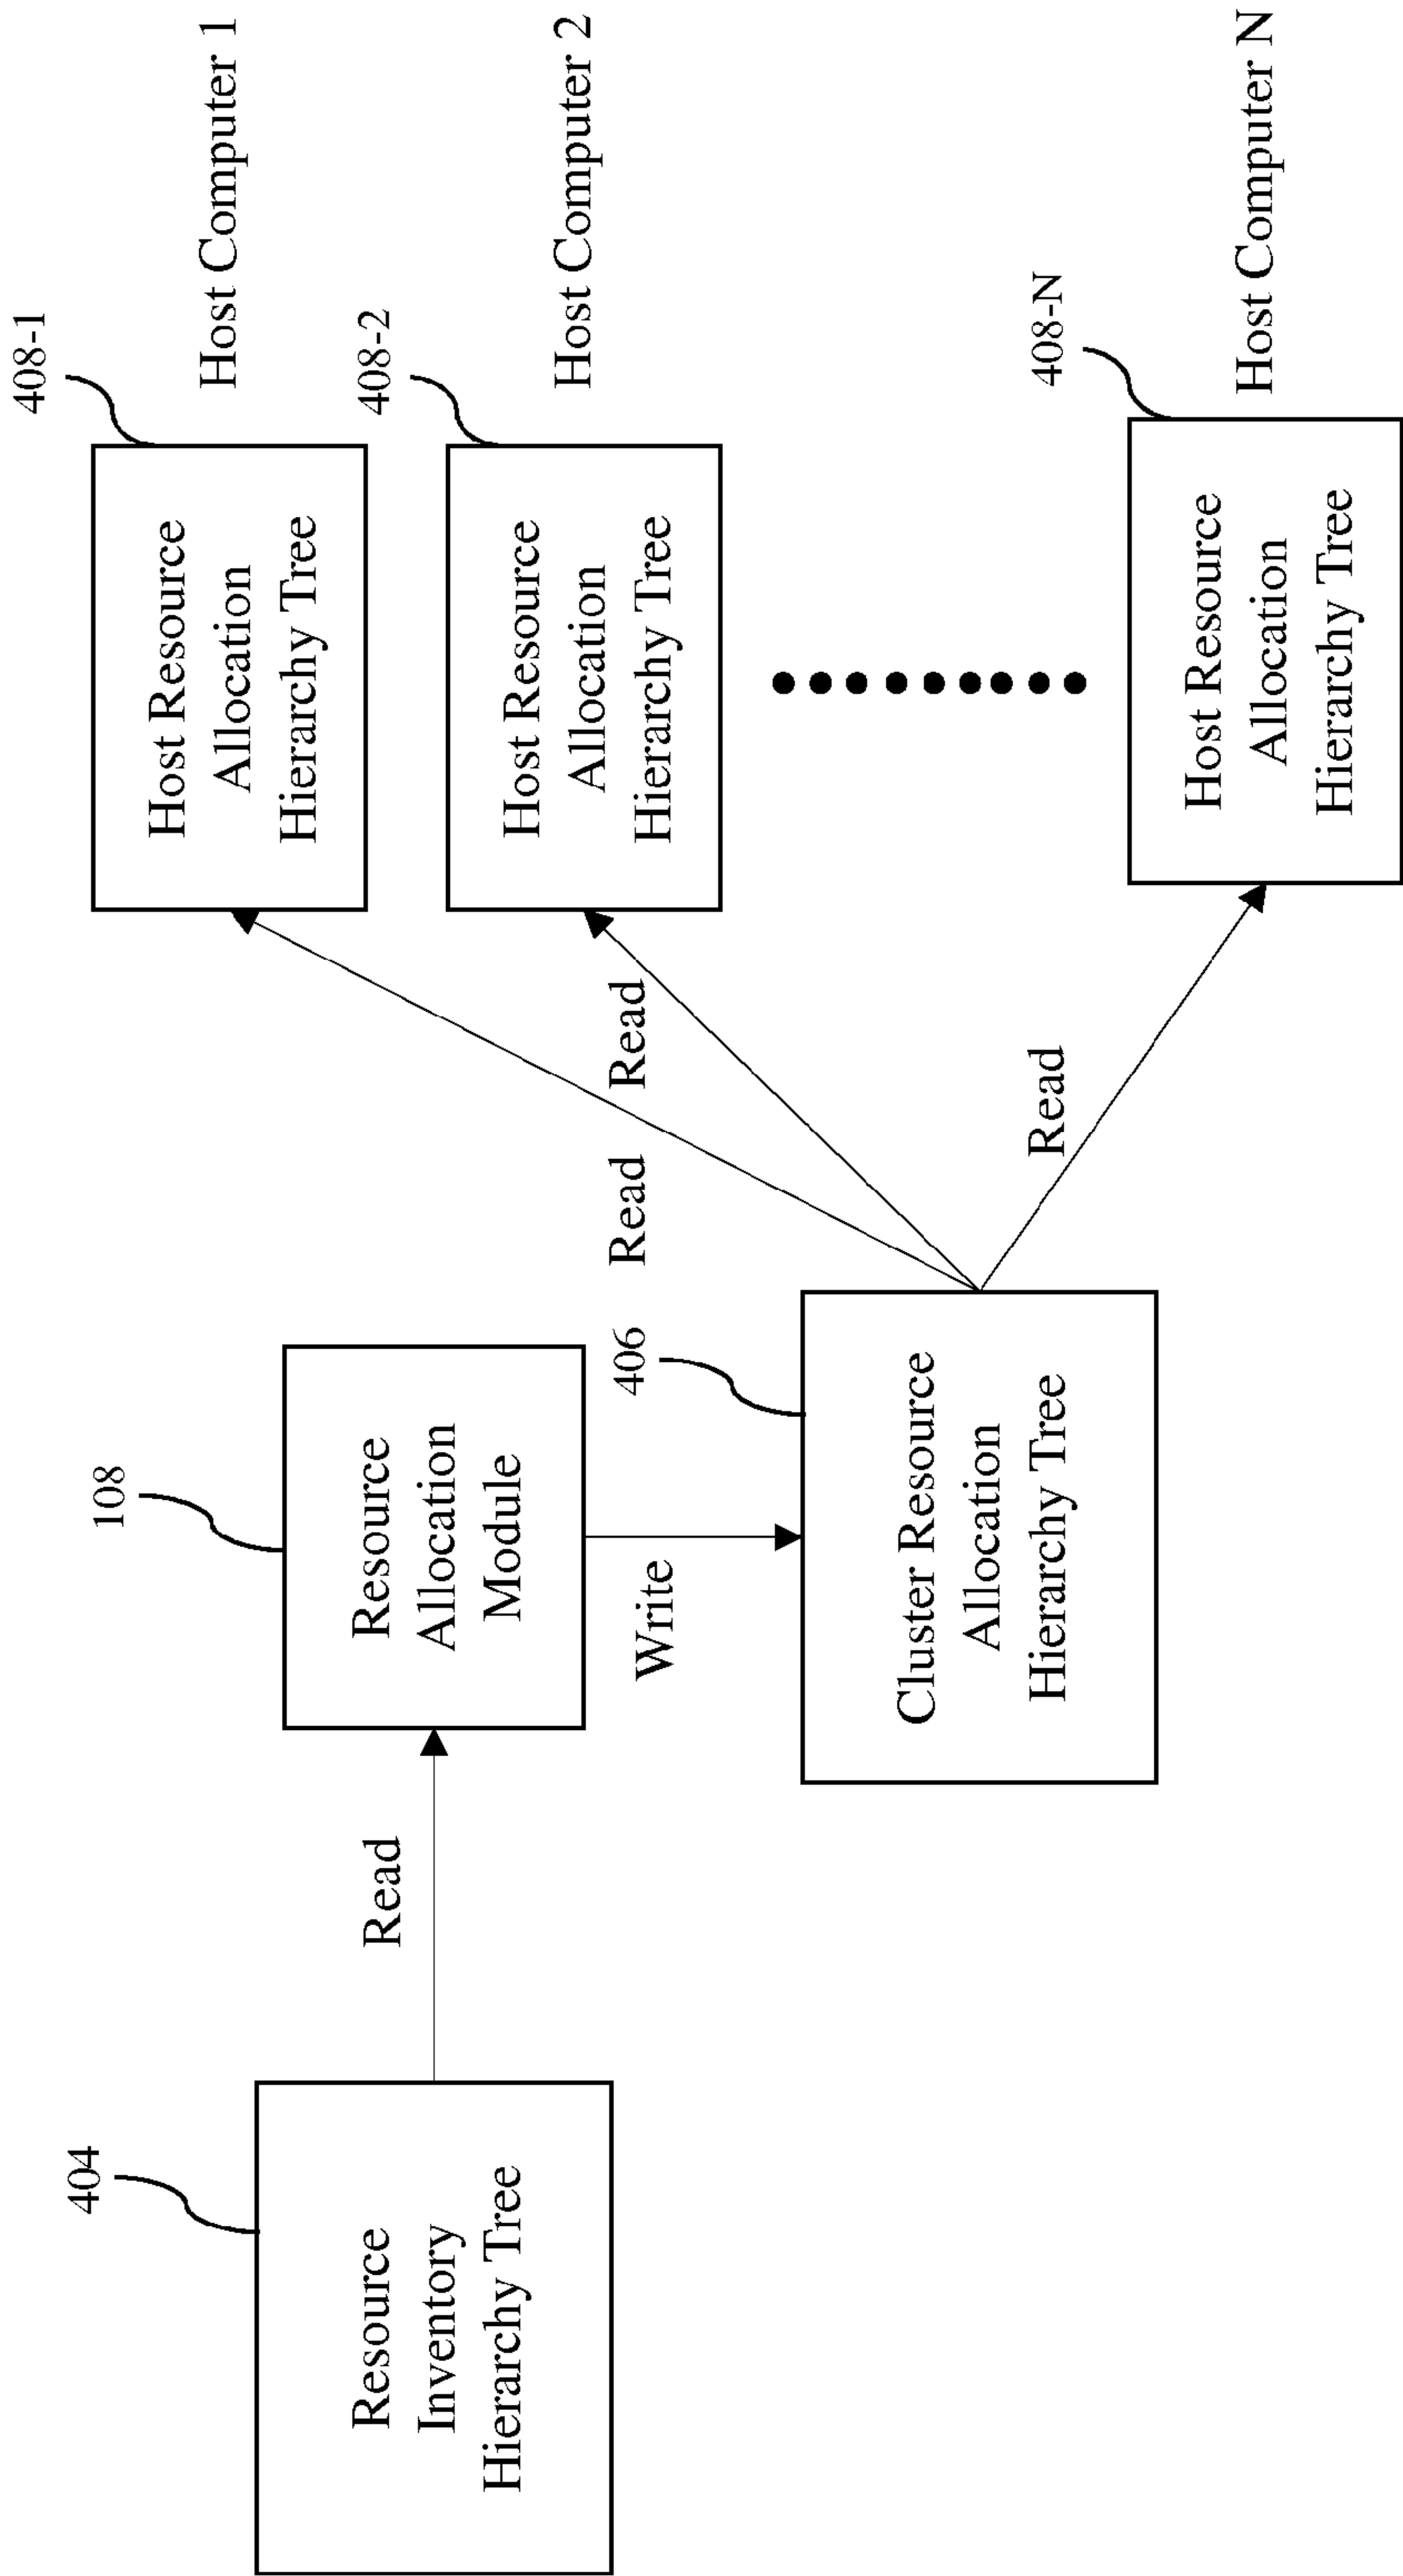 404
Resource
Inventory
Hierarchy Tree
Read
108
Resource
Allocation
Module
Write
406
Cluster Resource
Allocation
Hierarchy Tree
Read
Read
Read
408-1
Host Resource
Allocation
Hierarchy Tree
Host Computer 1
408-2
Host Resource
Allocation
Hierarchy Tree
Host Computer 2
408-N
Host Resource
Allocation
Hierarchy Tree
Host Computer N